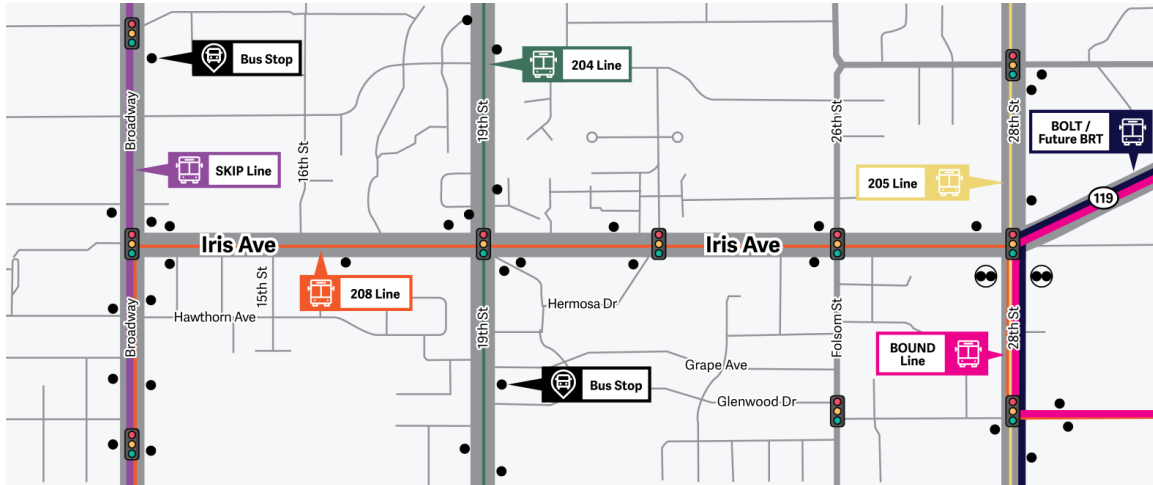 Bus Stop
204 Line
Broadway
19th St
26th St
28th St
BOLT /
Future BRT
16th St
SKIP Line
205 Line
119
Iris Ave
Iris Ave
15th St
208 Line
Hermosa Dr
Hawthorn Ave
Broadway
19th St
Folsom St
28th St
BOUND
Line
Grape Ave
Bus Stop
Glenwood Dr